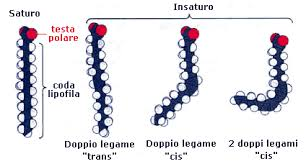 Saturo
Insaturo
testa
polare
coda
lipofila
Doppio legame
"trans"
Doppio legame
"cis"
2 doppi legami
"cis"